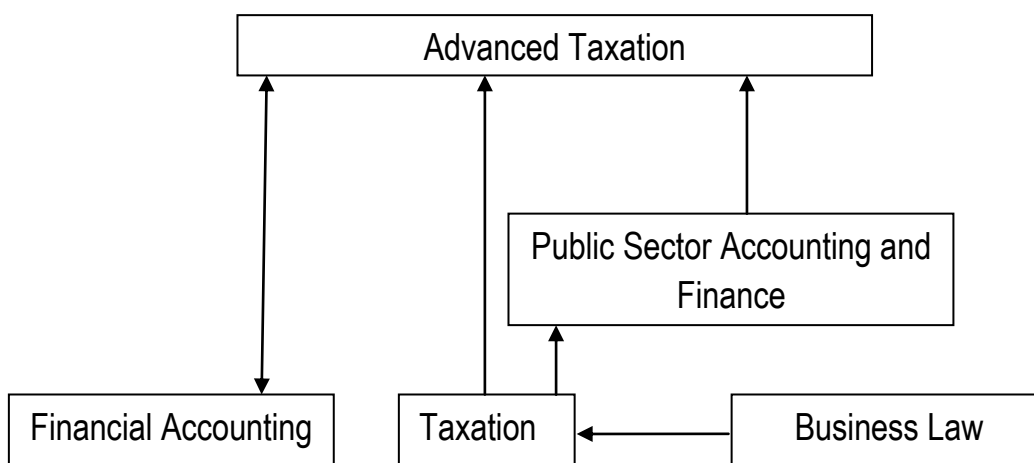 Advanced Taxation
Public Sector Accounting and
Finance
Financial Accounting
Taxation
Business Law